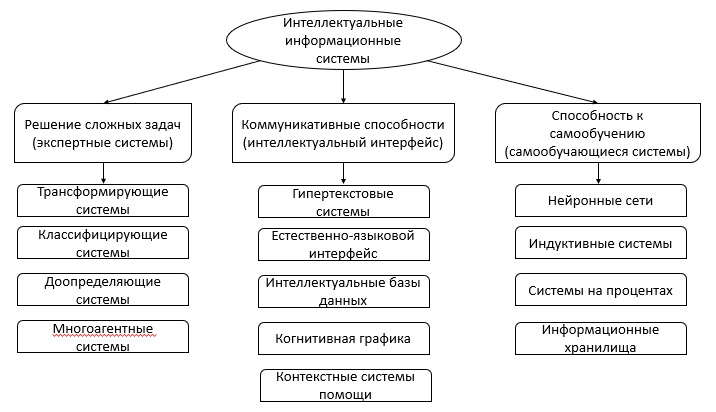 Интеллектуальные
информационные
системы
Решение сложных задач
(экспертные системы)
Коммуникативные способности
(интеллектуальный интерфейс)
Способность к
самообучению
(самообучающиеся системы)
Трансформирующие
системы
Классифицирующие
системы
Доопределяющие
системы
Многоагентные
системы
Гипертекстовые
системы
Естественно-языковой
интерфейс
Интеллектуальные базы
данных
Когнитивная графика
Контекстные системы
помощи
Нейронные сети
Индуктивные системы
Системы на процентах
Информационные
хранилища